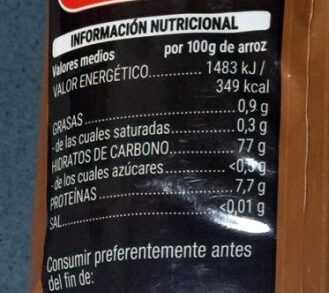 INFORMACIÓN NUTRICIONAL
Valores medios por 100g de arroz
VALOR ENERGÉTICO............. 1483 kJ /
349 kcal
GRASAS.............................. 0,9 g
- de las cuales saturadas............ 0,3 g
HIDRATOS DE CARBONO............ 77 g
- de los cuales azúcares............. <0,5 g
PROTEÍNAS.......................... 7,7 g
SAL................................. <0,01 g
Consumir preferentemente antes
del fin de: